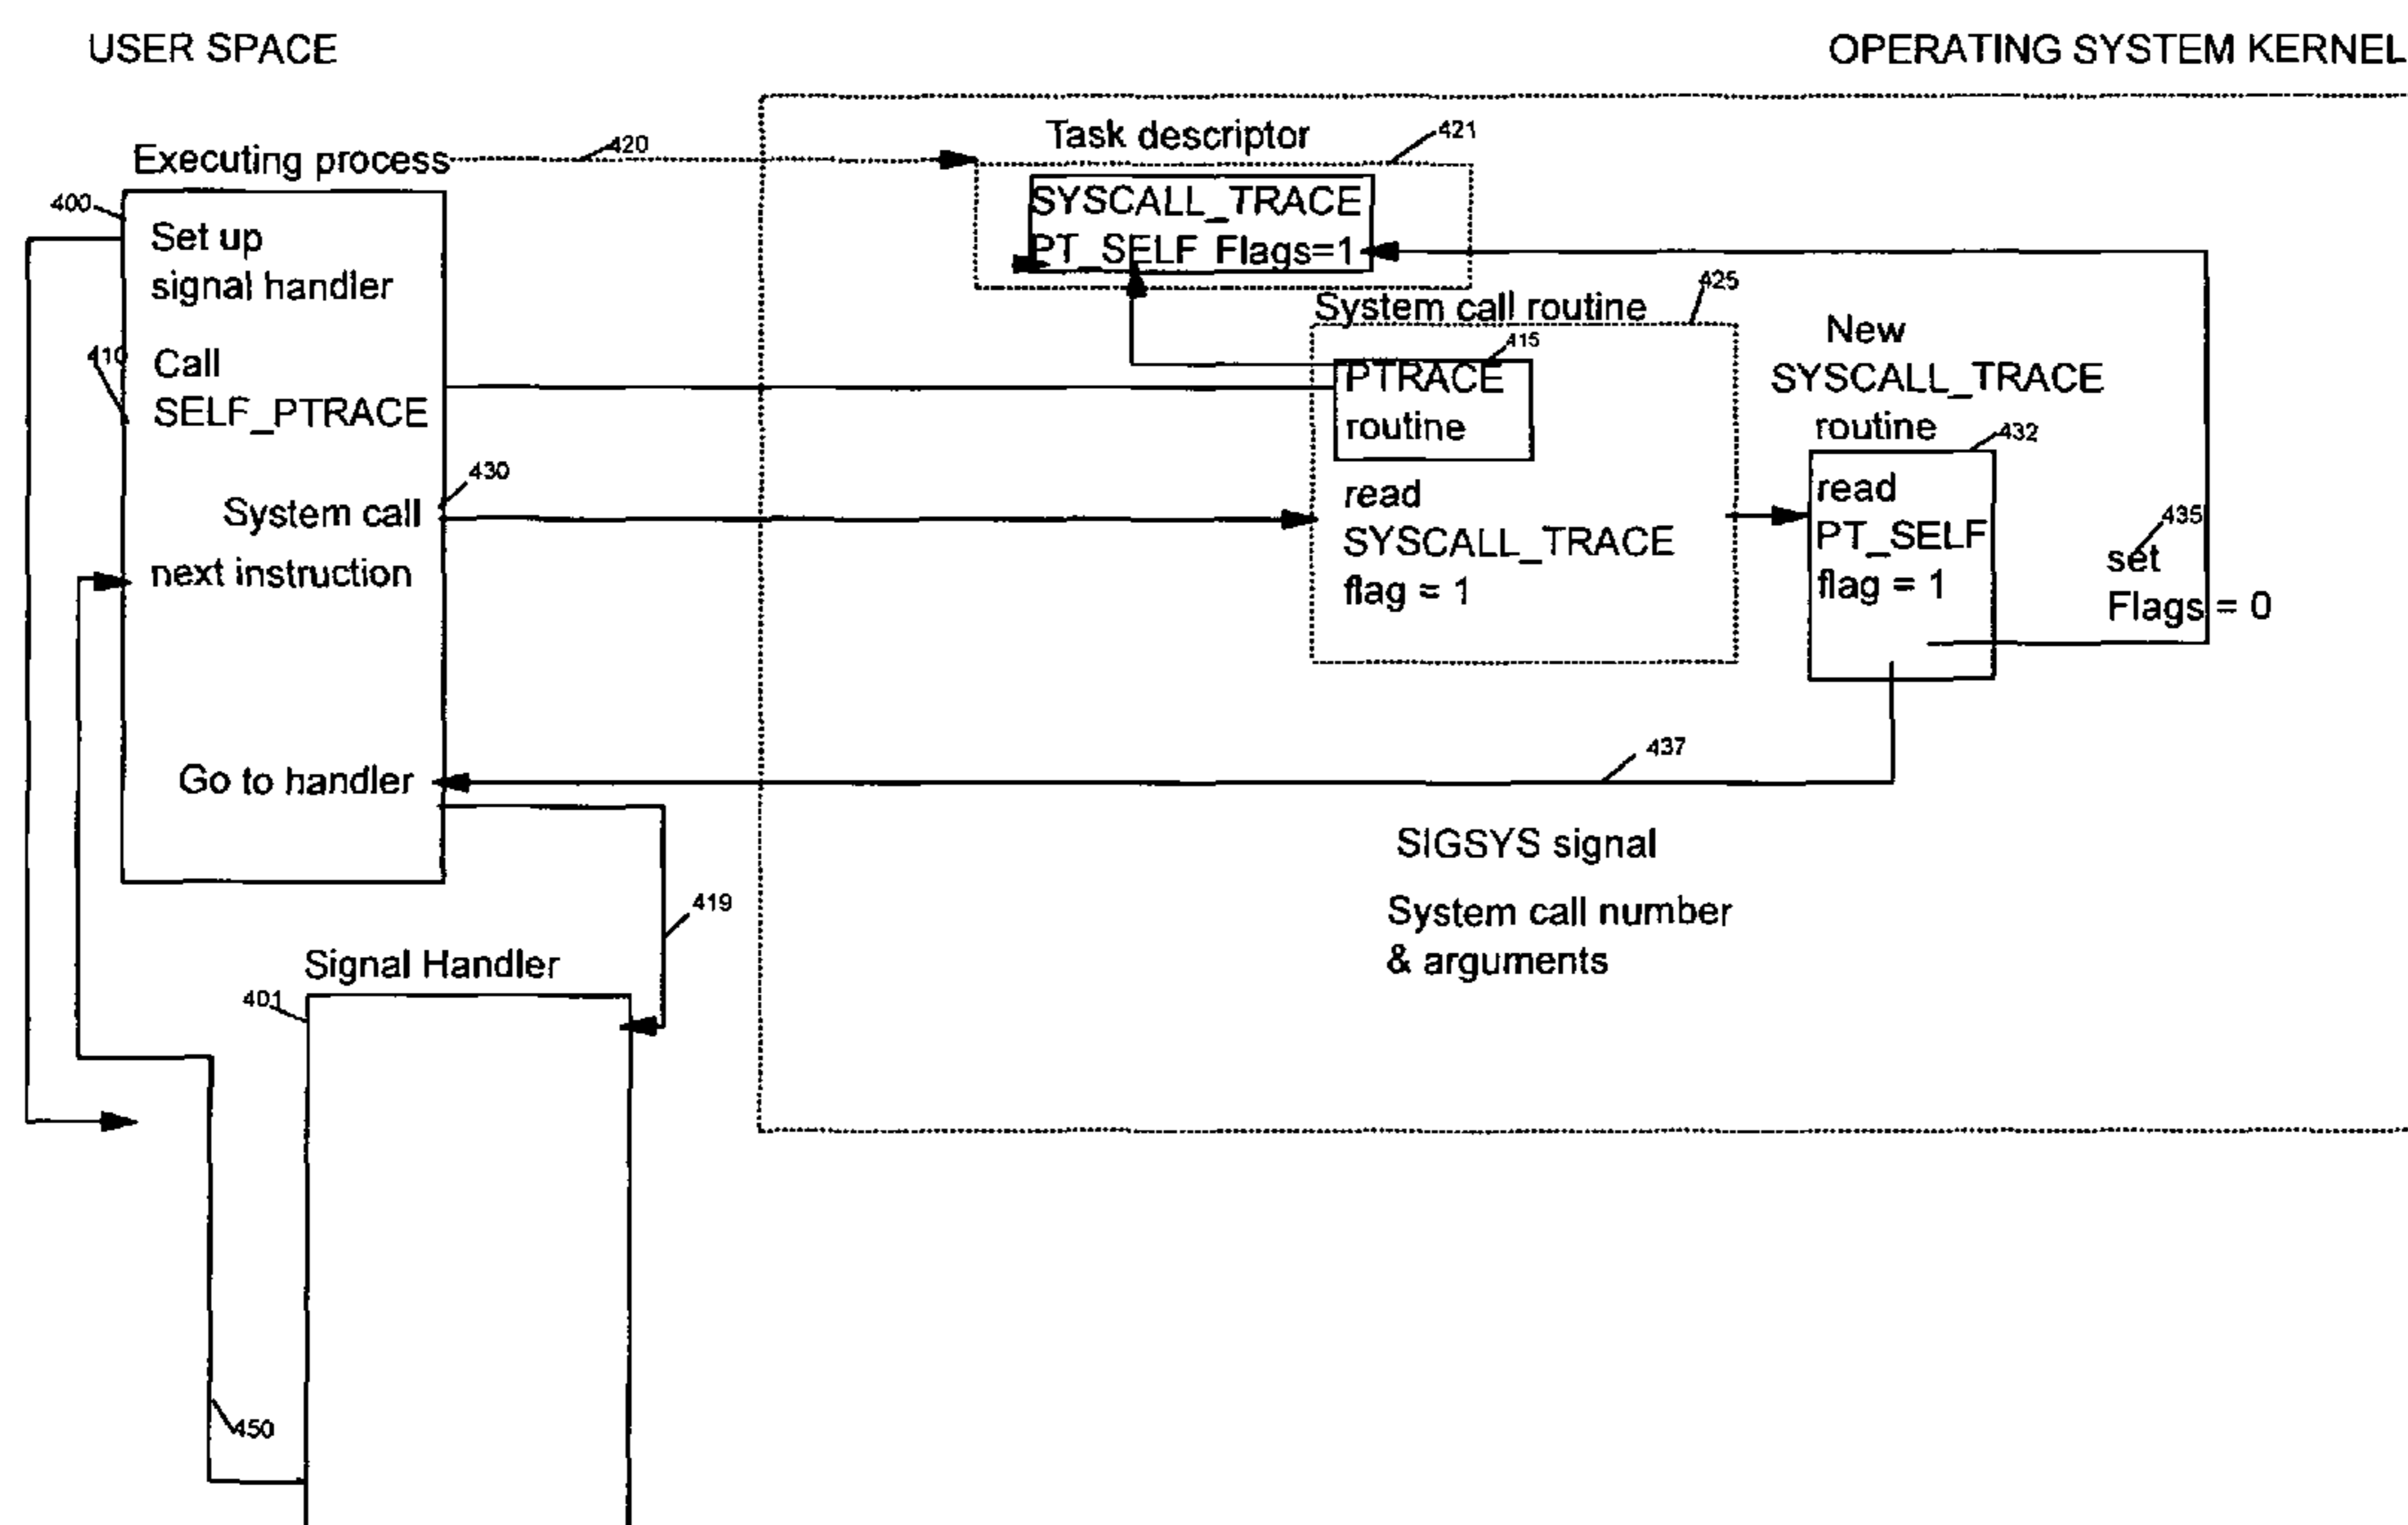 USER SPACE
OPERATING SYSTEM KERNEL
Executing process
420
Task descriptor
421
400
Set up
signal handler
SYSCALL_TRACE
PT_SELF Flags=1
410
Call
SELF_PTRACE
System call routine
425
415
PTRACE
routine
New
SYSCALL_TRACE
routine
432
430
System call
next instruction
read
SYSCALL_TRACE
flag = 1
read
PT_SELF
flag = 1
435
set
Flags = 0
Go to handler
437
SIGSYS signal
System call number
& arguments
419
Signal Handler
401
450